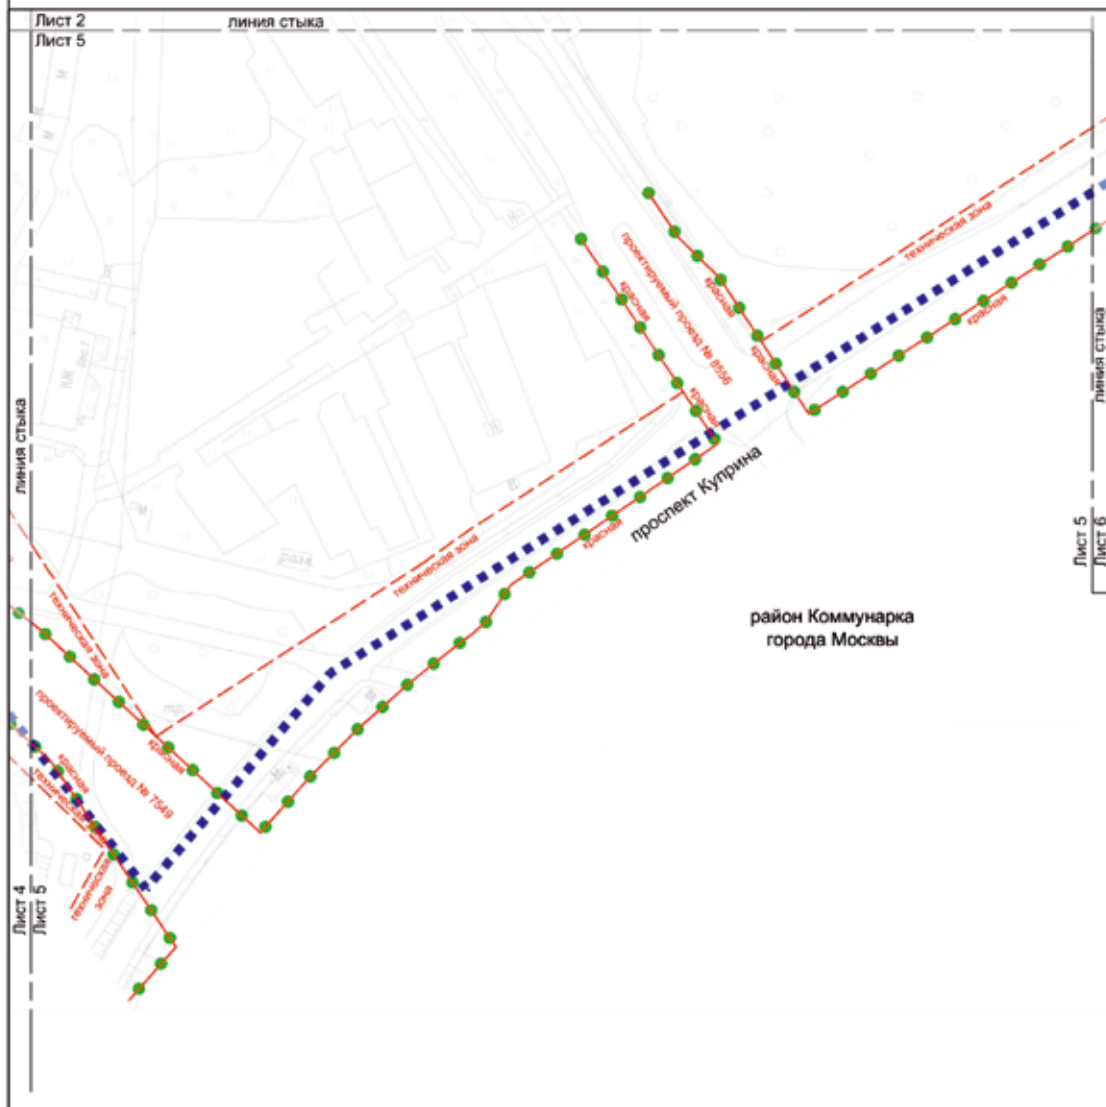 Лист 2
линия стыка
Лист 5
техническая зона
проектируемый проезд № 8556
красная
красная
красная
красная
красная
линия стыка
линия стыка
проспект Куприна
красная
техническая зона
Лист 5
Лист 6
район Коммунарка
города Москвы
техническая зона
проектируемый проезд № 7549
красная
красная
техническая зона
техническая
зона
Лист 4
Лист 5